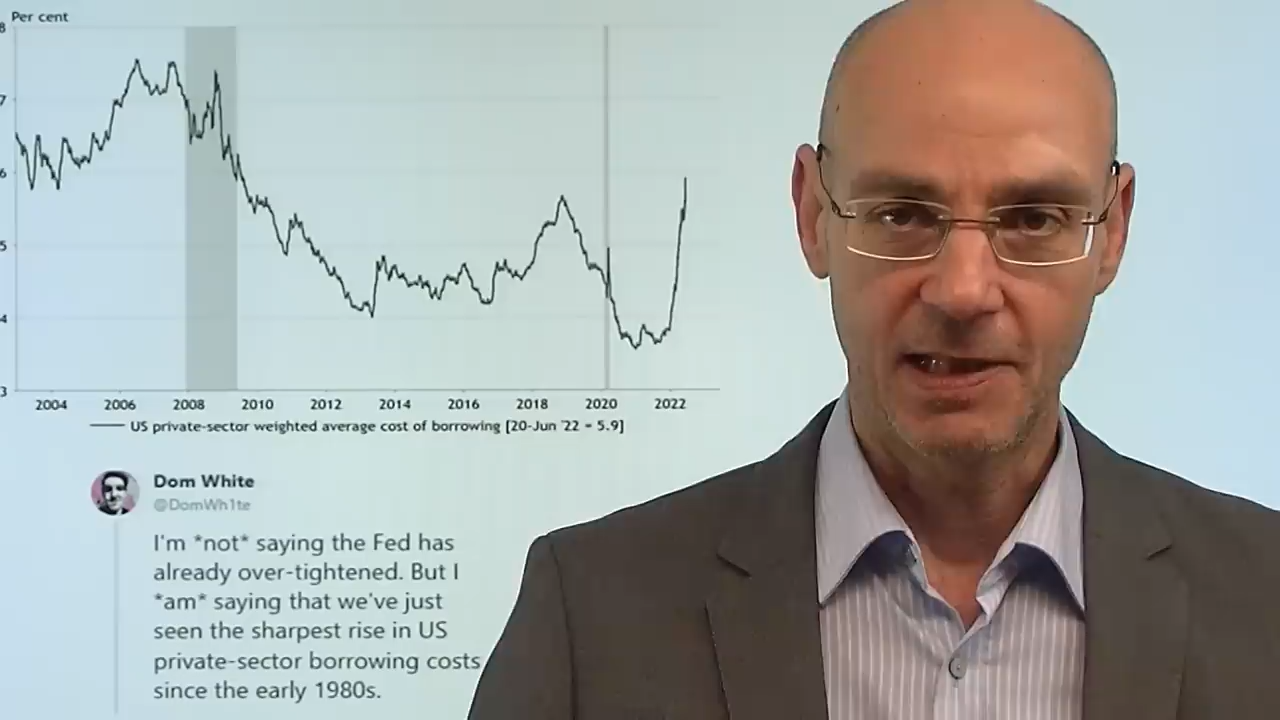 Per cent
8
7
6
5
4
3
2004 2006 2008 2010 2012 2014 2016 2018 2020 2022
US private-sector weighted average cost of borrowing [20-Jun '22 = 5.9]
Dom White
@DomWh1te
I'm *not* saying the Fed has
already over-tightened. But I
*am* saying that we've just
seen the sharpest rise in US
private-sector borrowing costs
since the early 1980s.